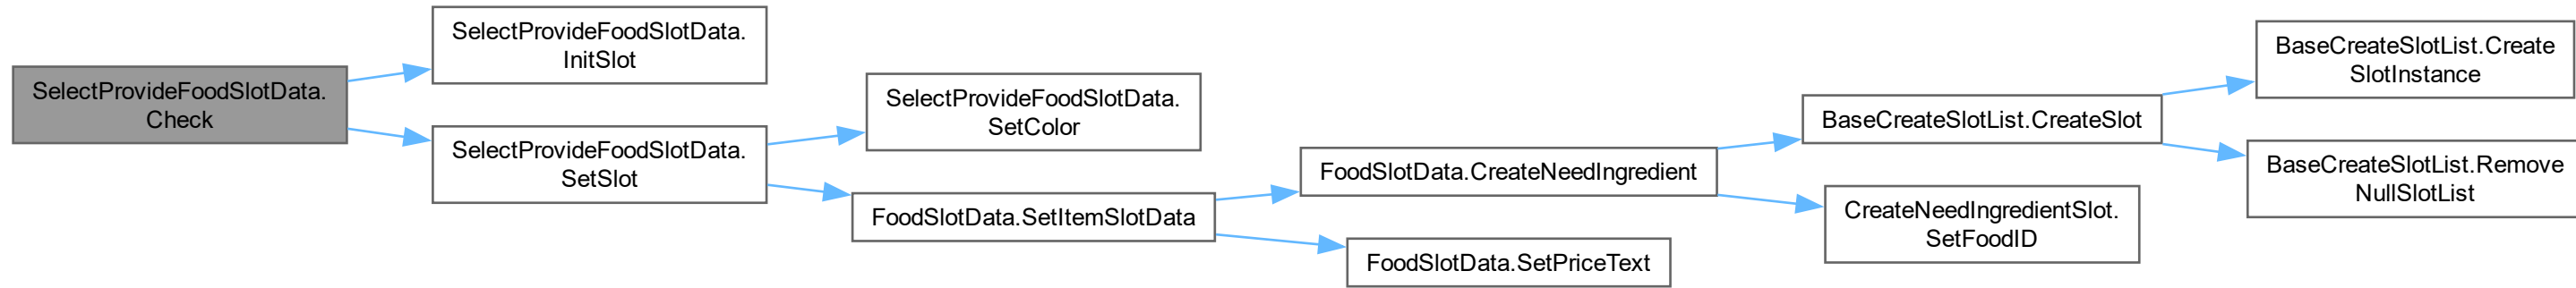 SelectProvideFoodSlotData.
Check
SelectProvideFoodSlotData.
InitSlot
SelectProvideFoodSlotData.
SetSlot
SelectProvideFoodSlotData.
SetColor
FoodSlotData.SetItemSlotData
FoodSlotData.CreateNeedIngredient
FoodSlotData.SetPriceText
BaseCreateSlotList.CreateSlot
CreateNeedIngredientSlot.
SetFoodID
BaseCreateSlotList.Create
SlotInstance
BaseCreateSlotList.Remove
NullSlotList